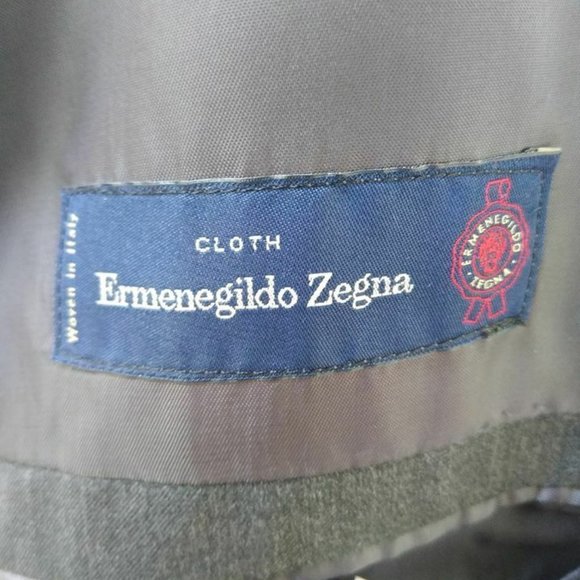 Woven in Italy
CLOTH
Ermenegildo Zegna
ERMENEGILDO
ZEGNA